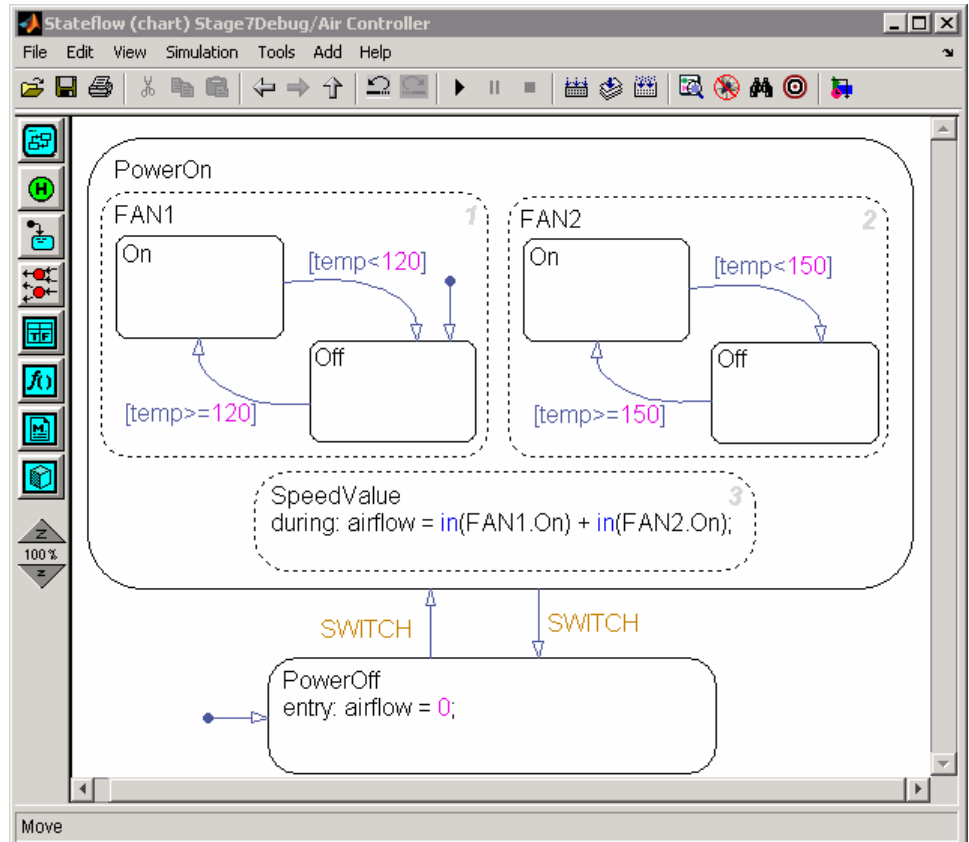 Stateflow (chart) Stage7Debug/Air Controller
File Edit View Simulation Tools Add Help
PowerOn
FAN1
1
On
[temp<120]
Off
[temp>=120]
FAN2
2
On
[temp<150]
Off
[temp>=150]
SpeedValue
3
during: airflow = in(FAN1.On) + in(FAN2.On);
SWITCH
SWITCH
PowerOff
entry: airflow = 0;
H
TF
f()
M
Z
100%
Z
Move